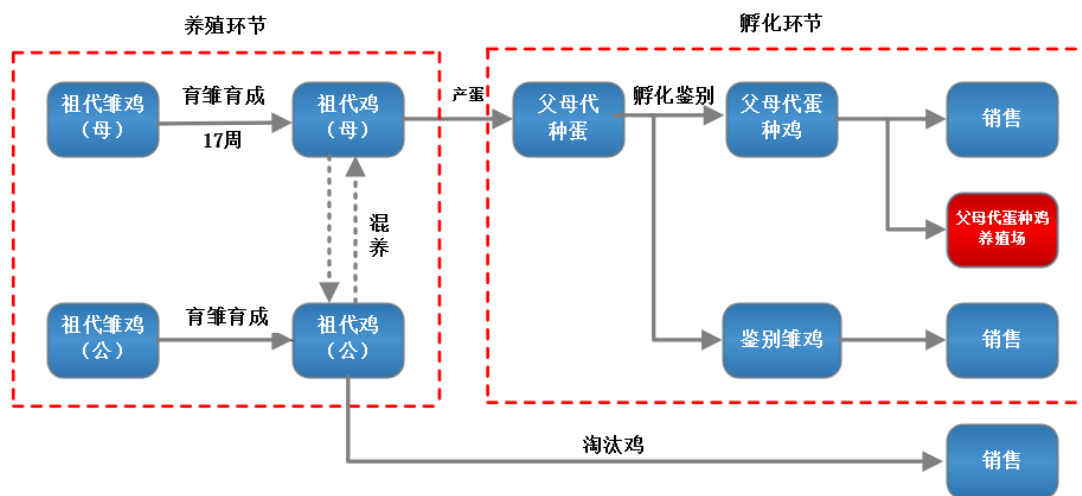 养殖环节
孵化环节
祖代雏鸡
（母）
育雏育成
17周
祖代鸡
（母）
产蛋
父母代
种蛋
孵化鉴别
父母代蛋
种鸡
销售
混
养
父母代蛋种鸡
养殖场
祖代雏鸡
（公）
育雏育成
祖代鸡
（公）
鉴别雏鸡
销售
淘汰鸡
销售